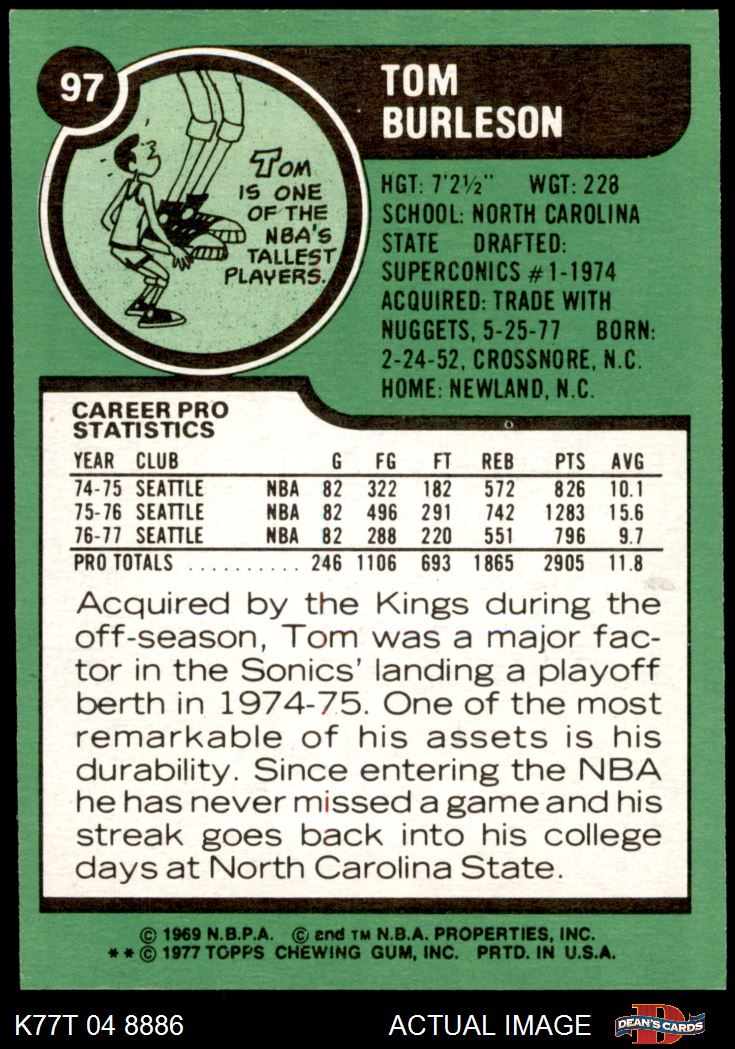 97
TOM
BURLESON
TOM
IS ONE
OF THE
NBA'S
TALLEST
PLAYERS.
HGT: 7'2½" WGT: 228
SCHOOL: NORTH CAROLINA
STATE DRAFTED:
SUPERCONICS #1-1974
ACQUIRED: TRADE WITH
NUGGETS, 5-25-77 BORN:
2-24-52, CROSSNORE, N.C.
HOME: NEWLAND, N.C.
CAREER PRO
STATISTICS
YEAR CLUB G FG FT REB PTS AVG
74-75 SEATTLE NBA 82 322 182 572 826 10.1
75-76 SEATTLE NBA 82 496 291 742 1283 15.6
76-77 SEATTLE NBA 82 288 220 551 796 9.7
PRO TOTALS .......... 246 1106 693 1865 2905 11.8
Acquired by the Kings during the
off-season, Tom was a major fac-
tor in the Sonics' landing a playoff
berth in 1974-75. One of the most
remarkable of his assets is his
durability. Since entering the NBA
he has never missed a game and his
streak goes back into his college
days at North Carolina State.
© 1969 N.B.P.A. © and TM N.B.A. PROPERTIES, INC.
**© 1977 TOPPS CHEWING GUM, INC. PRTD. IN U.S.A.
K77T 04 8886 ACTUAL IMAGE D DEAN'S CARDS